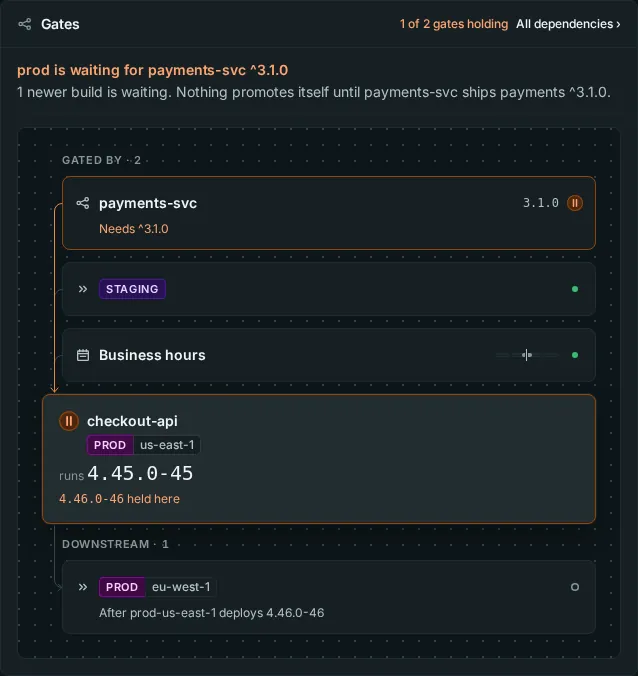 Gates
1 of 2 gates holding All dependencies ›
prod is waiting for payments-svc ^3.1.0
1 newer build is waiting. Nothing promotes itself until payments-svc ships payments ^3.1.0.
GATED BY · 2
payments-svc 3.1.0
Needs ^3.1.0
STAGING
Business hours
checkout-api
PROD us-east-1
runs 4.45.0-45
4.46.0-46 held here
DOWNSTREAM · 1
PROD eu-west-1
After prod-us-east-1 deploys 4.46.0-46